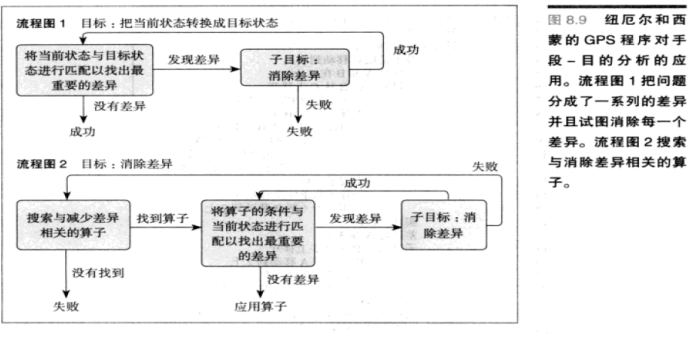 流程图 1 目标：把当前状态转换成目标状态
成功
将当前状态与目标状
态进行匹配以找出最
重要的差异
发现差异
子目标：
消除差异
没有差异
失败
成功
失败
流程图 2 目标：消除差异
失败
成功
搜索与减少差异
相关的算子
找到算子
将算子的条件与
当前状态进行匹
配以找出最重要
的差异
发现差异
子目标：消
除差异
没有找到
没有差异
失败
应用算子
图 8.9 纽厄尔和西
蒙的 GPS 程序对手
段－目的分析的应
用。流程图 1 把问题
分成了一系列的差异
并且试图消除每一个
差异。流程图 2 搜索
与消除差异相关的算
子。